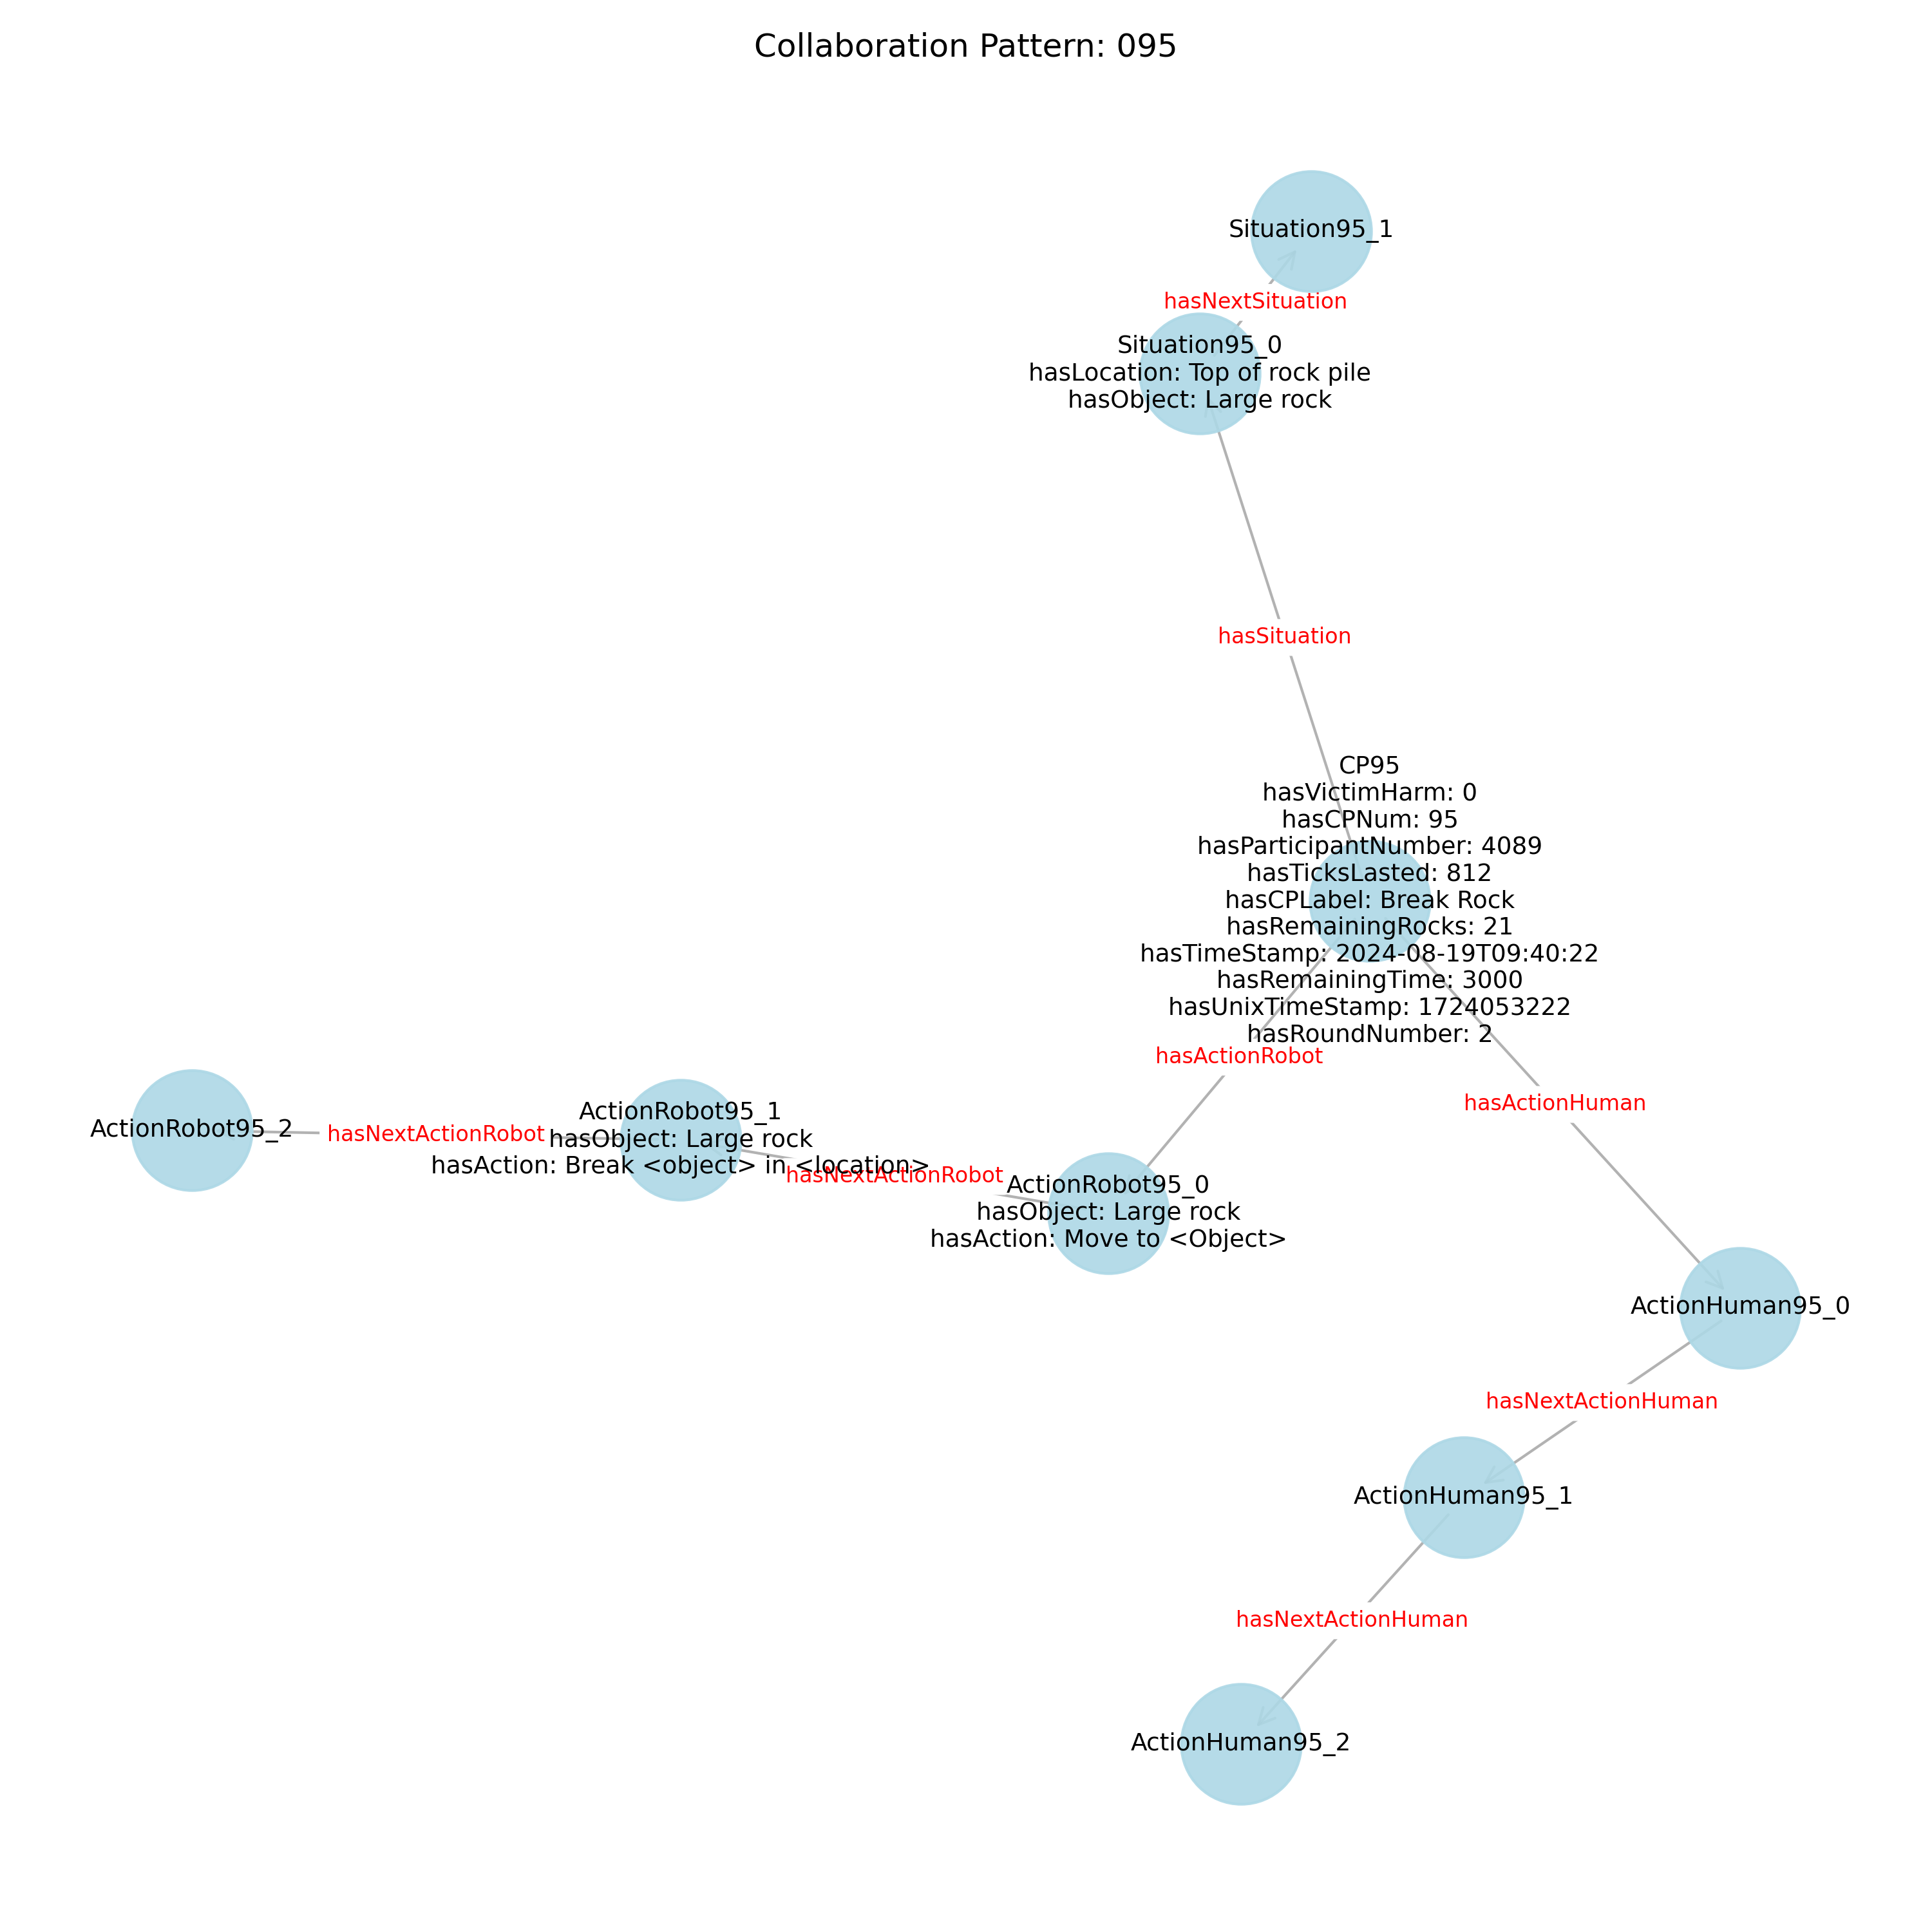 Collaboration Pattern: 095
Situation95_1
hasNextSituation
Situation95_0
hasLocation: Top of rock pile
hasObject: Large rock
hasSituation
CP95
hasVictimHarm: 0
hasCPNum: 95
hasParticipantNumber: 4089
hasTicksLasted: 812
hasCPLabel: Break Rock
hasRemainingRocks: 21
hasTimeStamp: 2024-08-19T09:40:22
hasRemainingTime: 3000
hasUnixTimeStamp: 1724053222
hasRoundNumber: 2
hasActionRobot
hasActionHuman
ActionRobot95_2
hasNextActionRobot
ActionRobot95_1
hasObject: Large rock
hasAction: Break <object> in <location>
hasNextActionRobot
ActionRobot95_0
hasObject: Large rock
hasAction: Move to <Object>
ActionHuman95_0
hasNextActionHuman
ActionHuman95_1
hasNextActionHuman
ActionHuman95_2